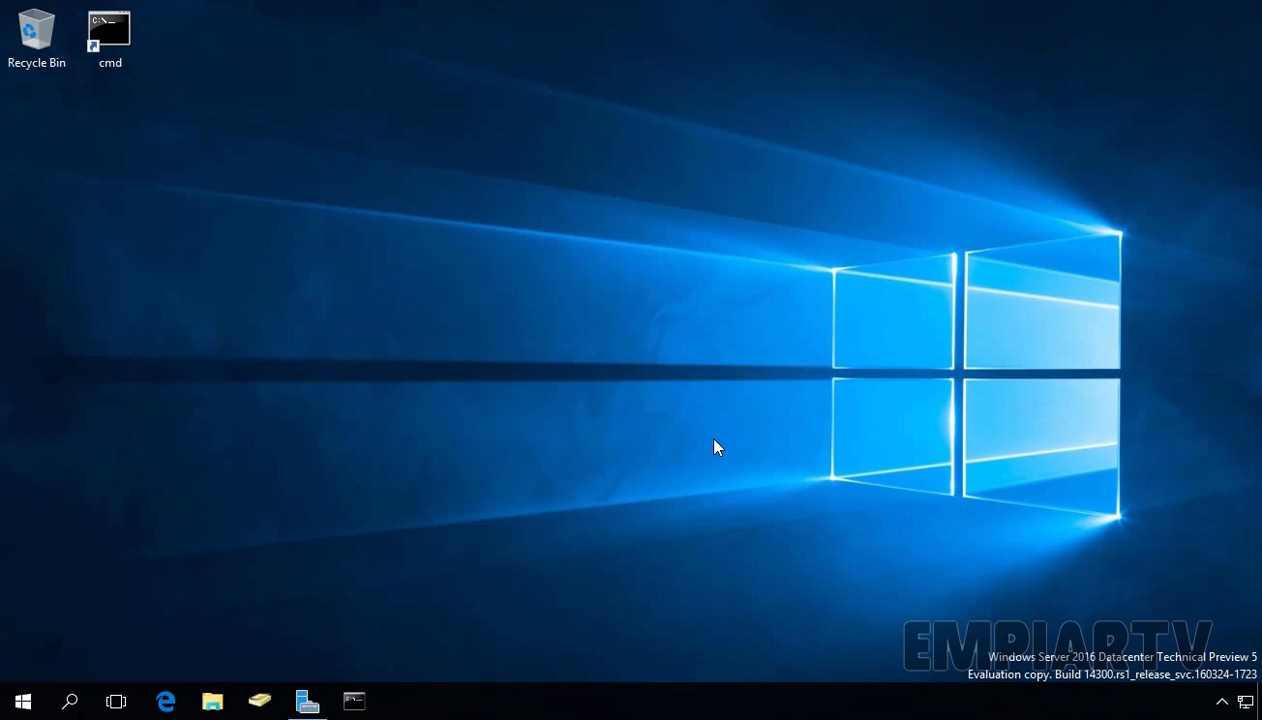 Recycle Bin
cmd
EMPIARTV
Windows Server 2016 Datacenter Technical Preview 5
Evaluation copy. Build 14300.rs1_release_svc.160324-1723